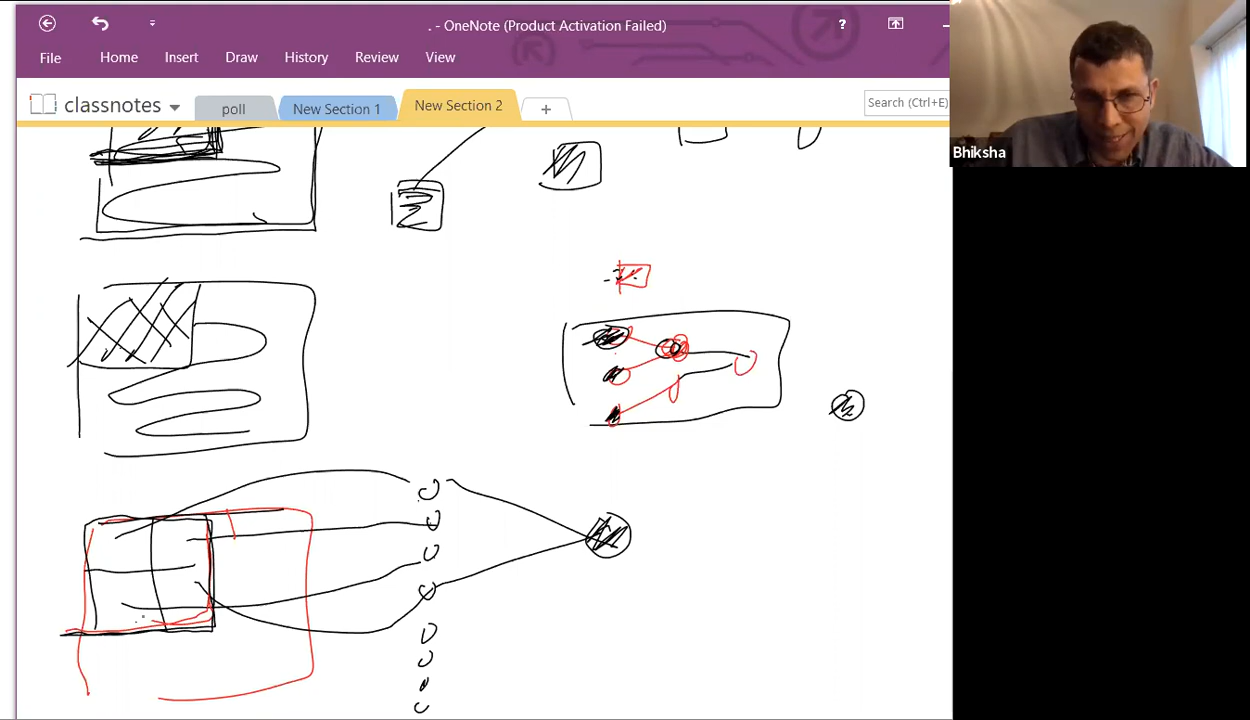 . - OneNote (Product Activation Failed)
?
File Home Insert Draw History Review View
classnotes poll New Section 1 New Section 2 +
Search (Ctrl+E)
Bhiksha